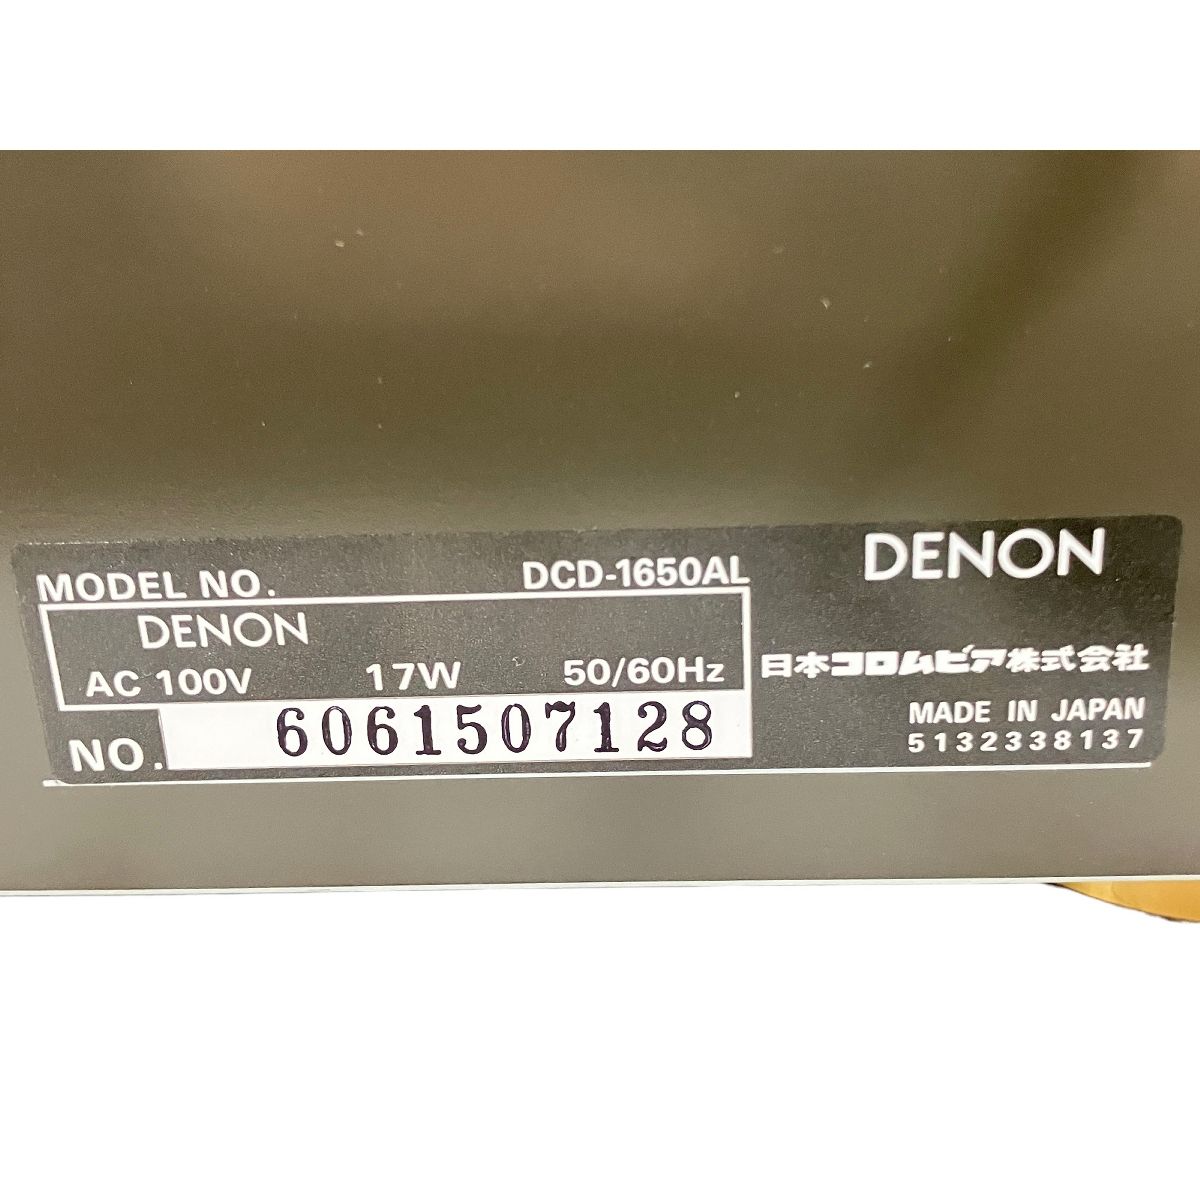 MODEL NO. DCD-1650AL
DENON
AC 100V 17W 50/60Hz
NO. 6061507128
DENON
日本コロムビア株式会社
MADE IN JAPAN
5132338137